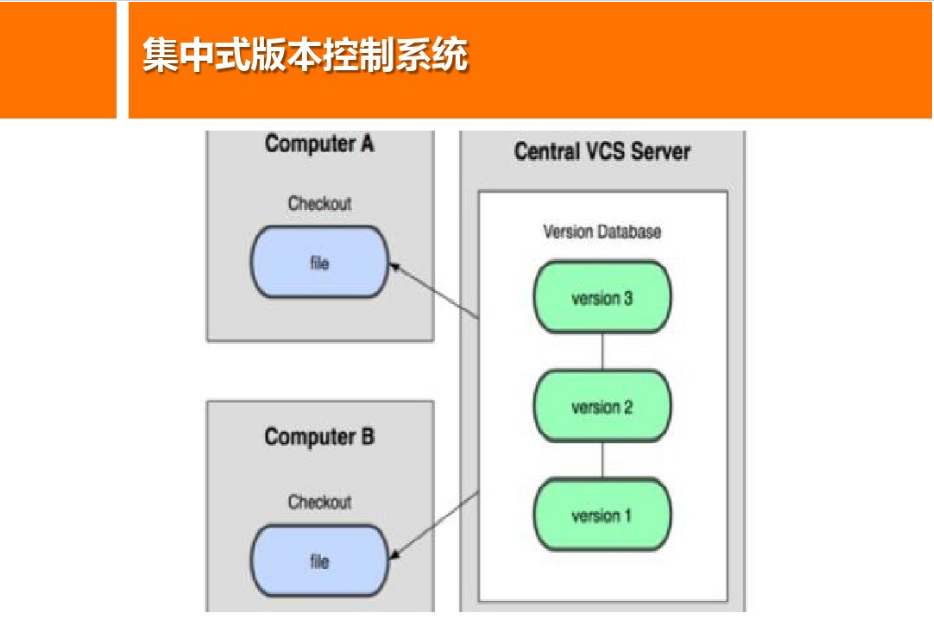 集中式版本控制系统
Computer A
Checkout
file
Computer B
Checkout
file
Central VCS Server
Version Database
version 3
version 2
version 1